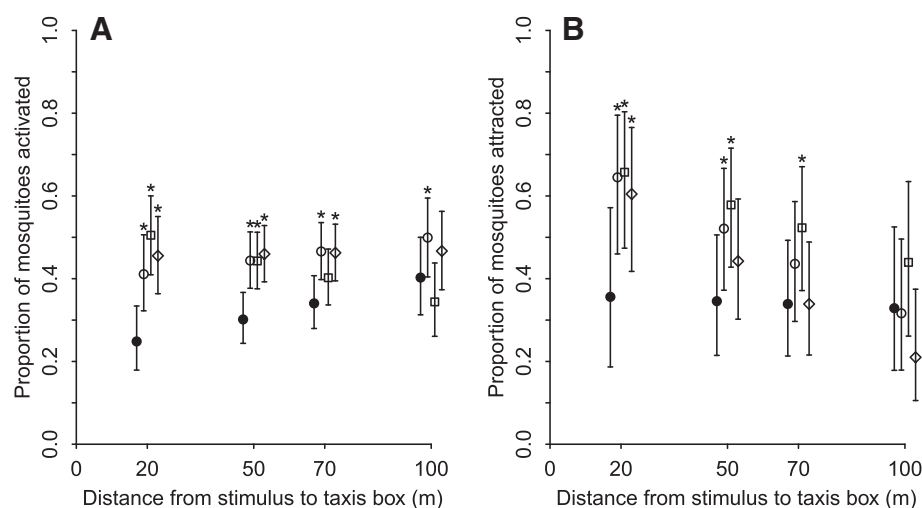 A
Proportion of mosquitoes activated
1.0
0.8
0.6
0.4
0.2
0.0
* * *
* * *
* *
*
0 20 50 70 100
Distance from stimulus to taxis box (m)
B
Proportion of mosquitoes attracted
1.0
0.8
0.6
0.4
0.2
0.0
* * *
* *
*
0 20 50 70 100
Distance from stimulus to taxis box (m)